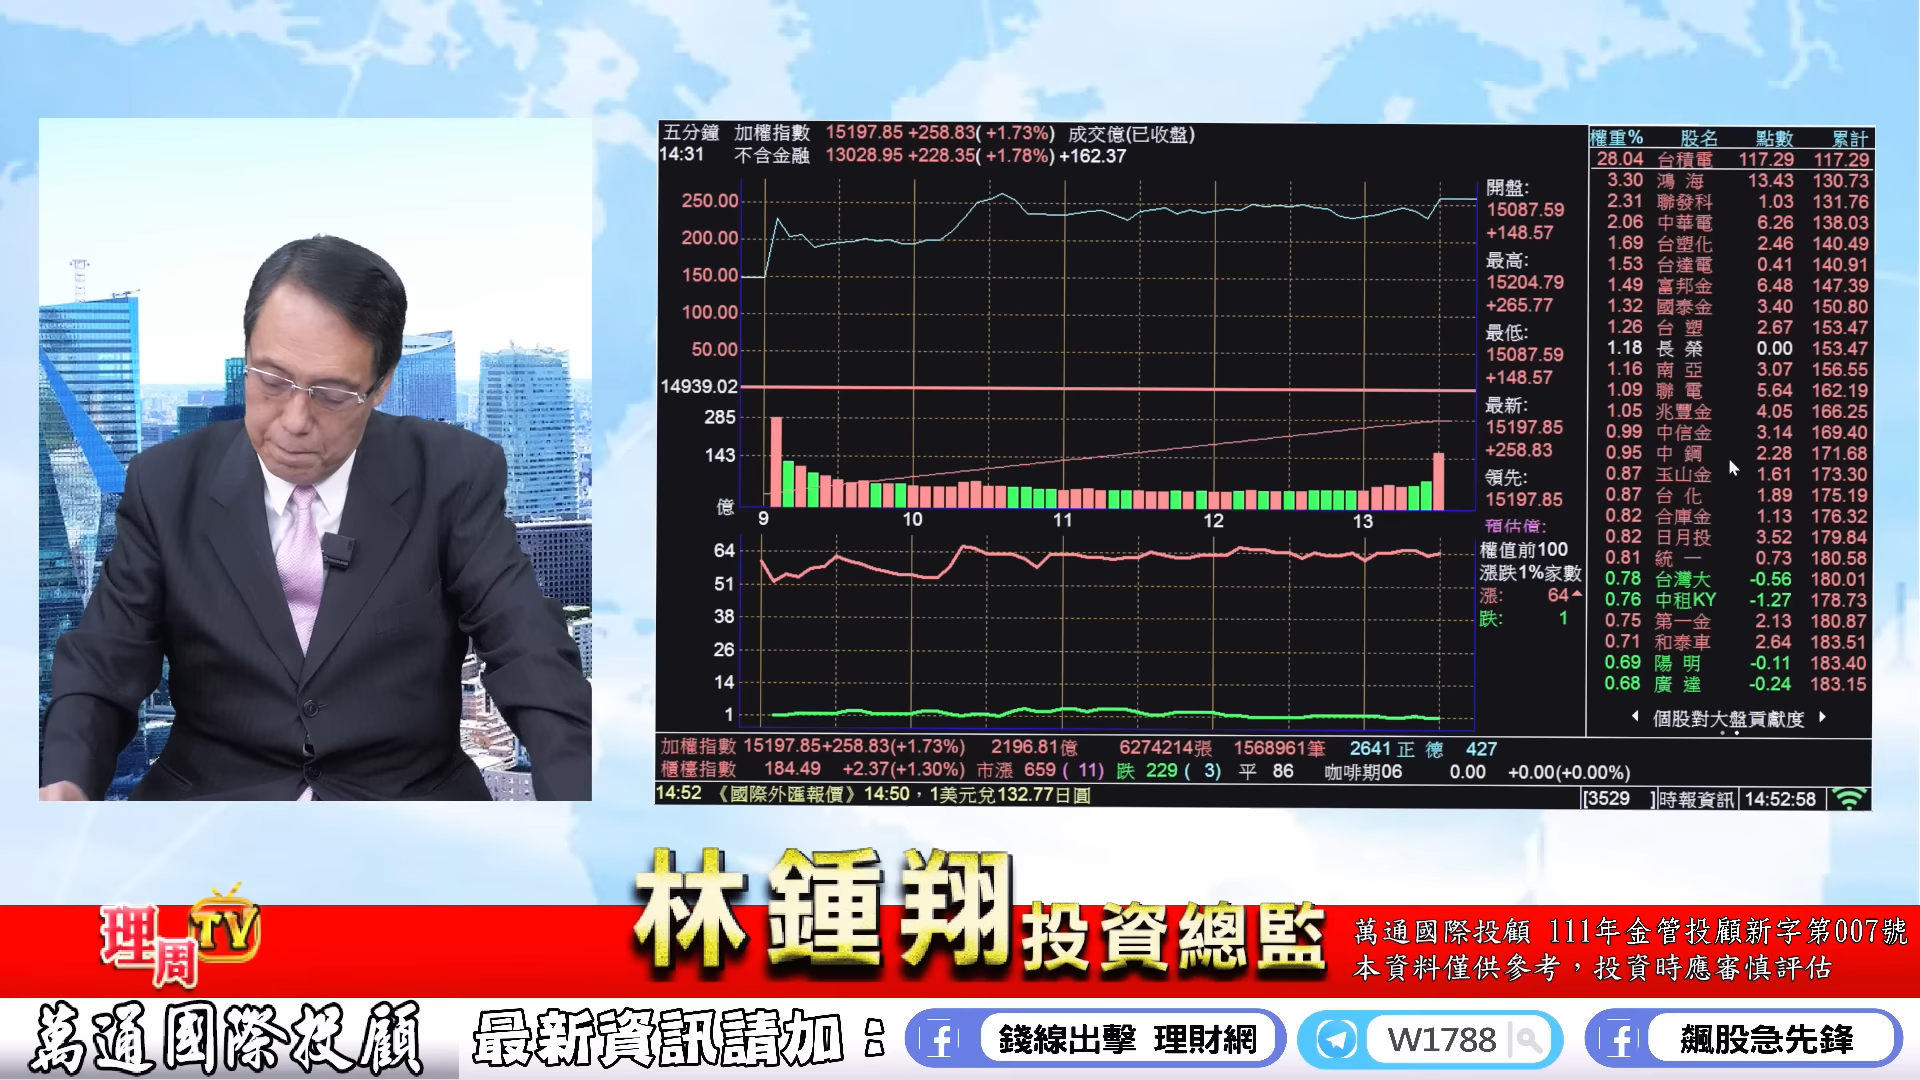 五分鐘 加權指數 15197.85 +258.83( +1.73%) 成交億(已收盤)
14:31 不含金融 13028.95 +228.35( +1.78%) +162.37
250.00
200.00
150.00
100.00
50.00
14939.02
285
143
億
9 10 11 12 13
64
51
38
26
14
1
開盤:
15087.59
+148.57
最高:
15204.79
+265.77
最低:
15087.59
+148.57
最新:
15197.85
+258.83
領先:
15197.85
預估億:
權值前100
漲跌1%家數
漲: 64
跌: 1
權重% 股名 點數 累計
28.04 台積電 117.29 117.29
3.30 鴻海 13.43 130.73
2.31 聯發科 1.03 131.76
2.06 中華電 6.26 138.03
1.69 台塑化 2.46 140.49
1.53 台達電 0.41 140.91
1.49 富邦金 6.48 147.39
1.32 國泰金 3.40 150.80
1.26 台塑 2.67 153.47
1.18 長榮 0.00 153.47
1.16 南亞 3.07 156.55
1.09 聯電 5.64 162.19
1.05 兆豐金 4.05 166.25
0.99 中信金 3.14 169.40
0.95 中鋼 2.28 171.68
0.87 玉山金 1.61 173.30
0.87 台化 1.89 175.19
0.82 合庫金 1.13 176.32
0.82 日月投 3.52 179.84
0.81 統一 0.73 180.58
0.78 台灣大 -0.56 180.01
0.76 中租KY -1.27 178.73
0.75 第一金 2.13 180.87
0.71 和泰車 2.64 183.51
0.69 陽明 -0.11 183.40
0.68 廣達 -0.24 183.15
個股對大盤貢獻度
加權指數 15197.85+258.83(+1.73%) 2196.81億 6274214張 1568961筆 2641 正德 427
櫃檯指數 184.49 +2.37(+1.30%) 市漲 659 ( 11) 跌 229 ( 3) 平 86 咖啡期06 0.00 +0.00(+0.00%)
14:52 《國際外匯報價》14:50，1美元兌132.77日圓
[3529 ] 時報資訊 14:52:58
理周TV
林鍾翔 投資總監
萬通國際投顧 111年金管投顧新字第007號
本資料僅供參考，投資時應審慎評估
萬通國際投顧
最新資訊請加：
錢線出擊 理財網
W1788
飆股急先鋒